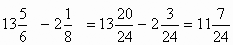 13 5/6 - 2 1/8 = 13 20/24 - 2 3/24 = 11 7/24